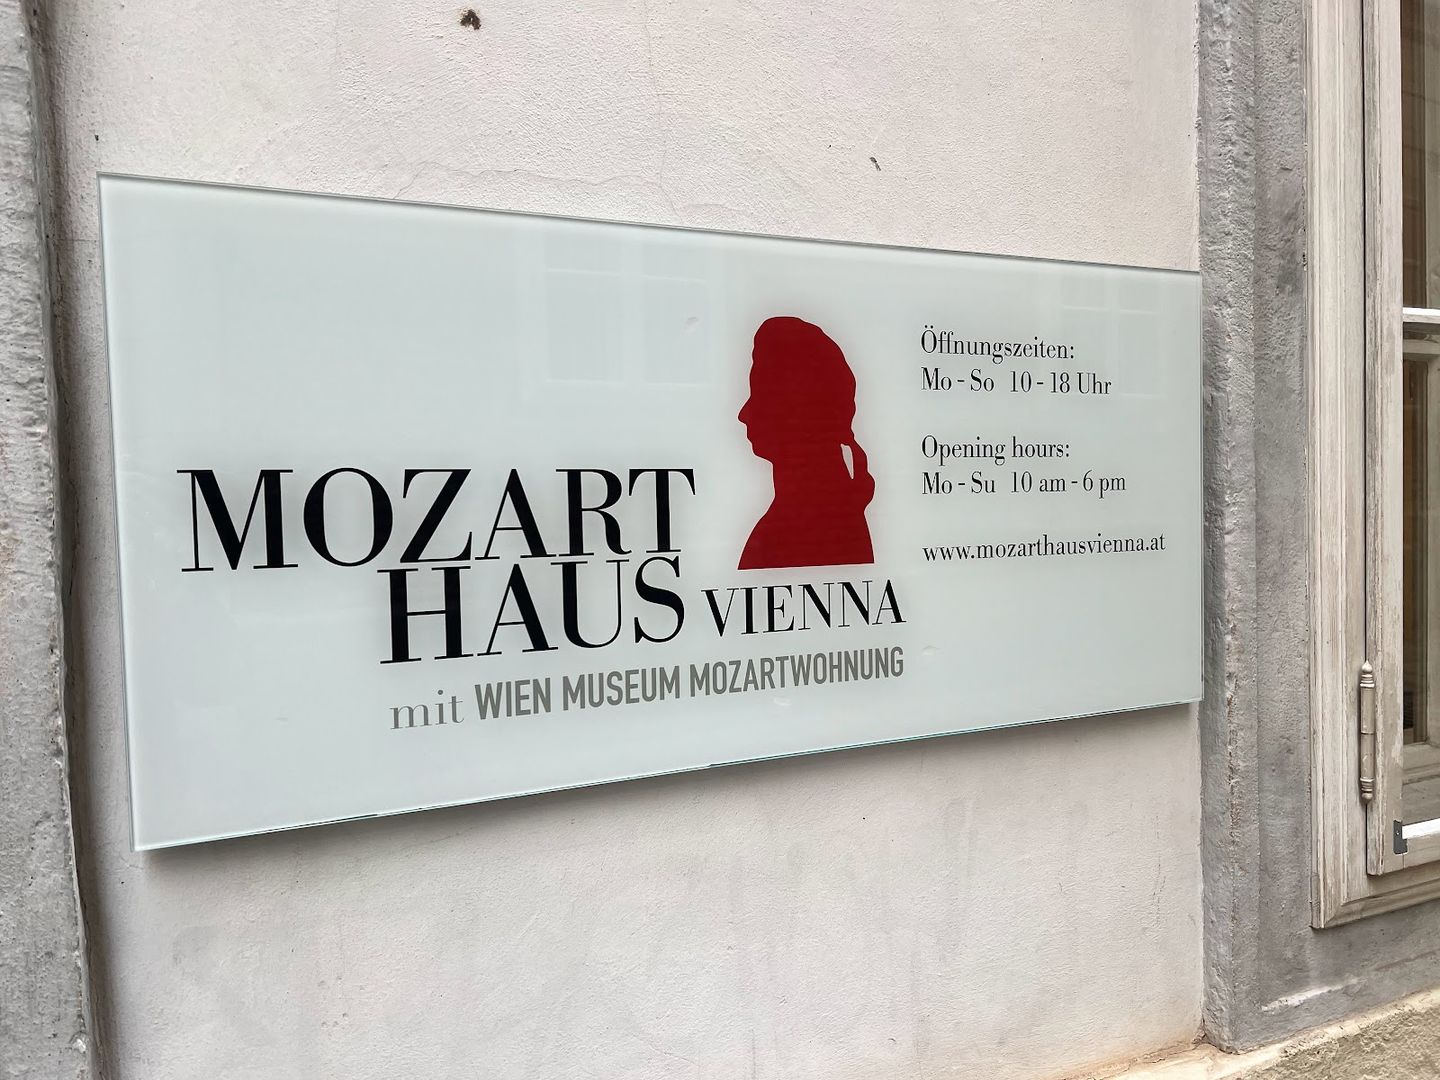 MOZART
HAUS VIENNA
mit WIEN MUSEUM MOZARTWOHNUNG
Öffnungszeiten:
Mo - So 10 - 18 Uhr
Opening hours:
Mo - Su 10 am - 6 pm
www.mozarthausvienna.at